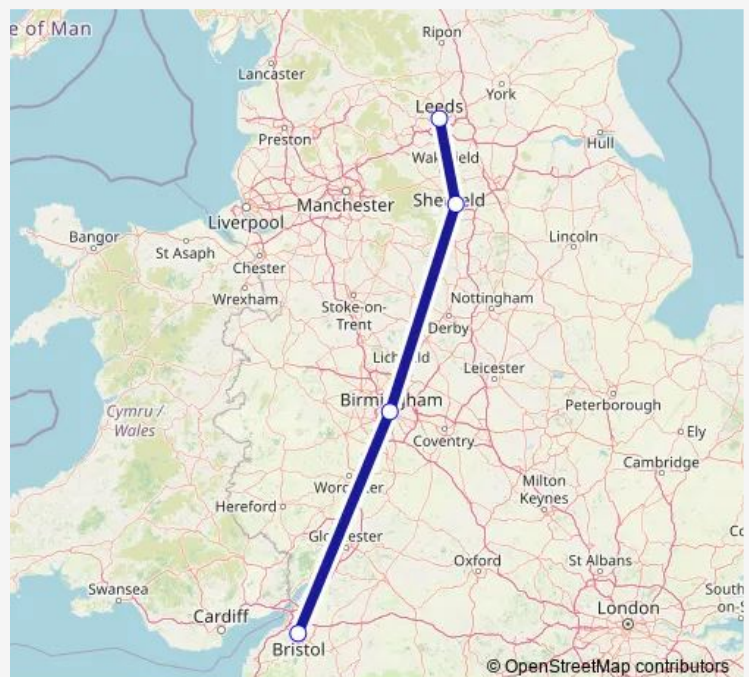 e of Man
Ripon
Lancaster
York
Leeds
Preston
Hull
Manchester
Liverpool
Bangor
Lincoln
St Asaph
Chester
Wrexham
Nottingham
Stoke-on-
Trent
Derby
Leicester
Cymru /
Wales
Peterborough
Ely
Coventry
Cambridge
Milton
Keynes
Hereford
Oxford
St Albans
Swansea
South
on-S
Cardiff
London
Bristol
© OpenStreetMap contributors